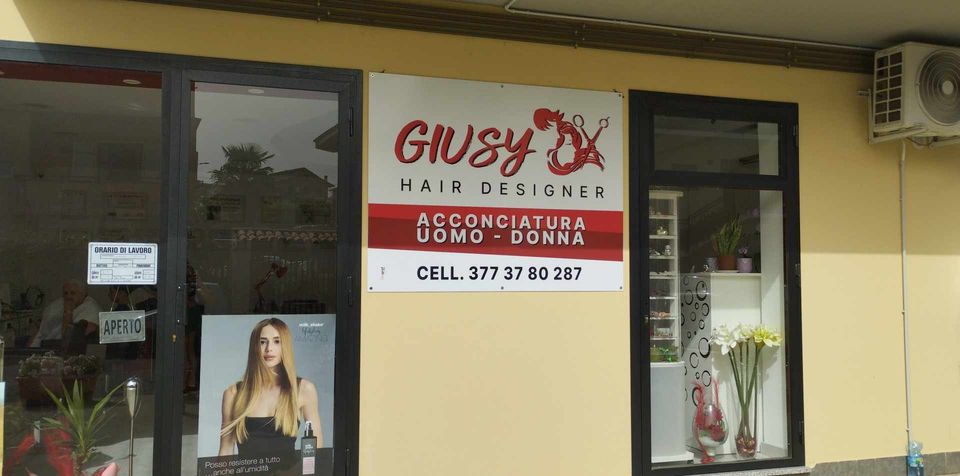 GIUSY
HAIR DESIGNER
ACCONCIATURA
UOMO - DONNA
CELL. 377 37 80 287
ORARIO DI LAVORO
APERTO
milk_shake
Posso resistere a tutto
...anche all'umidità